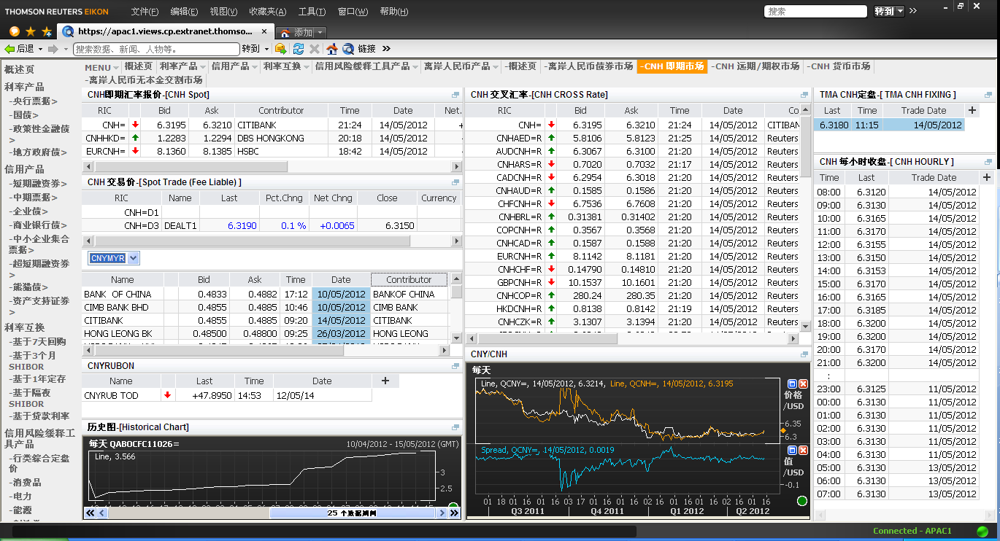 THOMSON REUTERS EIKON 文件(F) 编辑(E) 视图(V) 收藏夹(A) 工具(T) 窗口(W) 帮助(H) 搜索 转到
https://apac1.views.cp.extranet.thomso... 添加
后退 搜索数据、新闻、人物等。 转到 链接
概述页
利率产品
-央行票据>
-国债>
-政策性金融债
>
-地方政府债>
信用产品
-短期融资券>
-中期票据>
-企业债>
-商业银行债>
-中小企业集合
票据>
-超短期融资券
>
-熊猫债>
-资产支持证券
>
利率互换
-基于7天回购
-基于3个月
SHIBOR
-基于1年定存
-基于隔夜
SHIBOR
-基于贷款利率
信用风险缓释工
具产品
-行类综合定盘
价
-消费品
-电力
-能源
MENU 概述页 利率产品 信用产品 利率互换 信用风险缓释工具产品 离岸人民币产品 -概述页 -离岸人民币债券市场 -CNH 即期市场 -CNH 远期/期权市场 -CNH 货币市场
-离岸人民币无本金交割市场
CNH即期汇率报价-[CNH Spot]
RIC Bid Ask Contributor Time Date Net.
CNH= 6.3195 6.3210 CITIBANK 21:24 14/05/2012
CNHHKD= 1.2283 1.2294 DBS HONGKONG 20:18 14/05/2012
EURCNH= 8.1360 8.1385 HSBC 18:42 14/05/2012
CNH 交易价-[Spot Trade (Fee Liable) ]
RIC Name Last Pct.Chng Net Chng Close Currency
CNH=D1
CNH=D3 DEALT1 6.3190 0.1 % +0.0065 6.3150
CNYMYR
Name Bid Ask Time Date Contributor
BANK OF CHINA 0.4833 0.4882 17:12 10/05/2012 BANKOF CHINA
CIMB BANK BHD 0.4855 0.4885 10:46 10/05/2012 CIMB BANK
CITIBANK 0.4855 0.4885 09:20 14/05/2012 CITIBANK
HONG LEONG BK 0.48500 0.48800 09:25 26/03/2012 HONG LEONG
CNYRUBON
Name Last Time Date +
CNYRUB TOD +47.8950 14:53 12/05/14
历史图-[Historical Chart]
每天 QABOCFC11026= 10/04/2012 - 15/05/2012 (GMT)
Line, 3.566
3
2.5
25 个数据期间
CNH 交叉汇率-[CNH CROSS Rate]
RIC Bid Ask Time Date Co
CNH= 6.3195 6.3210 21:24 14/05/2012 CITIBAN
CNHAED=R 5.8106 5.8123 21:25 14/05/2012 Reuters
AUDCNH=R 6.3067 6.3100 21:20 14/05/2012 Reuters
CNHARS=R 0.7020 0.7032 21:17 14/05/2012 Reuters
CADCNH=R 6.2954 6.3018 21:20 14/05/2012 Reuters
CNHAUD=R 0.1585 0.1586 21:20 14/05/2012 Reuters
CHFCNH=R 6.7536 6.7608 21:20 14/05/2012 Reuters
CNHBRL=R 0.31381 0.31402 21:20 14/05/2012 Reuters
COPCNH=R 0.3567 0.3568 21:20 14/05/2012 Reuters
CNHCAD=R 0.1587 0.1588 21:20 14/05/2012 Reuters
EURCNH=R 8.1142 8.1181 21:20 14/05/2012 Reuters
CNHCHF=R 0.14790 0.14810 21:20 14/05/2012 Reuters
GBPCNH=R 10.1537 10.1601 21:20 14/05/2012 Reuters
CNHCOP=R 280.24 280.35 21:20 14/05/2012 Reuters
HKDCNH=R 0.8138 0.8142 21:19 14/05/2012 Reuters
CNHCZK=R 3.1307 3.1394 21:20 14/05/2012 Reuters
CNY/CNH
每天
Line, QCNY=, 14/05/2012, 6.3214, Line, QCNH=, 14/05/2012, 6.3195
价格
/USD
6.35
6.3
Spread, QCNY=, 14/05/2012, 0.0019
值
/USD
-0.1
01 18 01 16 01 16 03 17 01 16 01 16 02 16 01 16 01 16 02 16 01 16
Q3 2011 Q4 2011 Q1 2012 Q2 2012
TMA CNH定盘-[ TMA CNH FIXING ]
Last Time Trade Date +
6.3180 11:15 14/05/2012
CNH 每小时收盘-[ CNH HOURLY ]
Time Last Trade Date +
08:00 6.3120 14/05/2012
09:00 6.3130 14/05/2012
10:00 6.3165 14/05/2012
11:00 6.3170 14/05/2012
12:00 6.3155 14/05/2012
13:00 6.3150 14/05/2012
14:00 6.3153 14/05/2012
15:00 6.3170 14/05/2012
16:00 6.3165 14/05/2012
17:00 6.3185 14/05/2012
18:00 6.3200 14/05/2012
19:00 6.3200 14/05/2012
20:00 6.3170 14/05/2012
21:00 6.3200 14/05/2012
:
23:00 6.3125 11/05/2012
00:00 6.3130 11/05/2012
01:00 6.3130 11/05/2012
02:00 6.3130 11/05/2012
03:00 6.3130 11/05/2012
04:00 6.3130 11/05/2012
05:00 6.3130 13/05/2012
06:00 6.3130 13/05/2012
07:00 6.3130 13/05/2012
Connected - APAC1